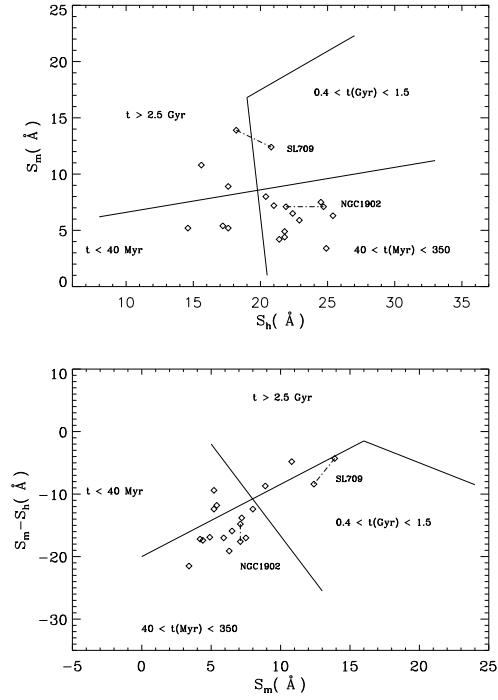 25
20
15
10
5
0
S_m( Å)
t > 2.5 Gyr
0.4 < t(Gyr) < 1.5
SL709
NGC1902
t < 40 Myr
40 < t(Myr) < 350
10 15 20 25 30 35
S_h( Å)
10
0
−10
−20
−30
S_m−S_h( Å)
t > 2.5 Gyr
SL709
t < 40 Myr
0.4 < t(Gyr) < 1.5
NGC1902
40 < t(Myr) < 350
−5 0 5 10 15 20 25
S_m( Å)